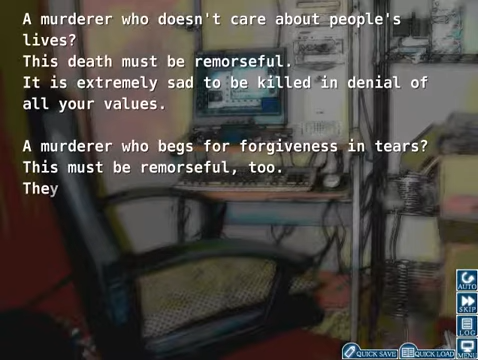 A murderer who doesn't care about people's
lives?
This death must be remorseful.
It is extremely sad to be killed in denial of
all your values.
A murderer who begs for forgiveness in tears?
This must be remorseful, too.
They
AUTO
SKIP
LOG
QUICK SAVE QUICK LOAD MENU